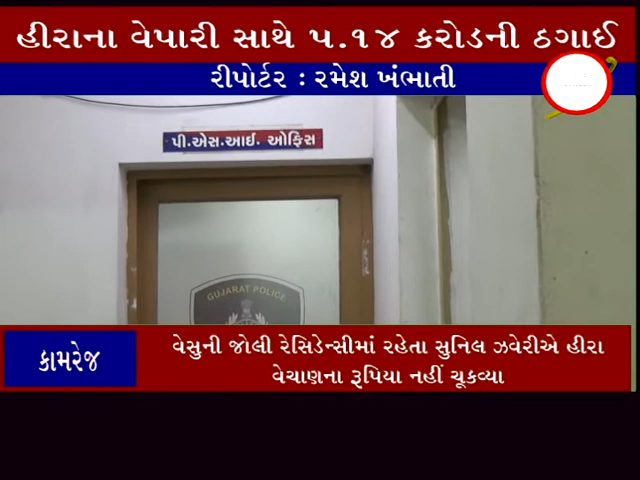 હીરાના વેપારી સાથે ૫.૧૪ કરોડની ઠગાઈ
રીપોર્ટર : રમેશ ખંભાતી
પી.એસ.આઈ. ઓફિસ
GUJARAT POLICE
કામરેજ
વેસુની જોલી રેસિડેન્સીમાં રહેતા સુનિલ ઝવેરીએ હીરા
વેચાણના રૂપિયા નહીં ચૂકવ્યા